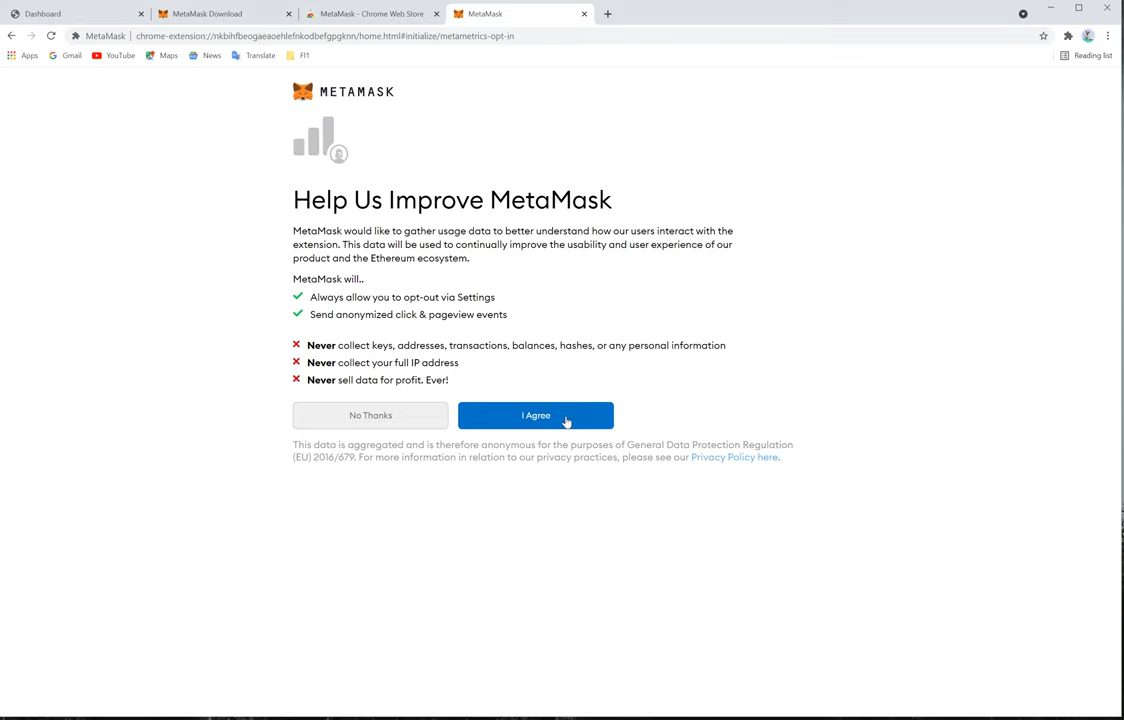 Dashboard
MetaMask Download
MetaMask - Chrome Web Store
MetaMask
MetaMask
chrome-extension://nkbihfbeogaeaoehlefnkodbefgpgknn/home.html#initialize/metametrics-opt-in
Apps
Gmail
YouTube
Maps
News
Translate
FI1
Reading list
METAMASK
Help Us Improve MetaMask
MetaMask would like to gather usage data to better understand how our users interact with the
extension. This data will be used to continually improve the usability and user experience of our
product and the Ethereum ecosystem.
MetaMask will..
Always allow you to opt-out via Settings
Send anonymized click & pageview events
Never collect keys, addresses, transactions, balances, hashes, or any personal information
Never collect your full IP address
Never sell data for profit. Ever!
No Thanks
I Agree
This data is aggregated and is therefore anonymous for the purposes of General Data Protection Regulation
(EU) 2016/679. For more information in relation to our privacy practices, please see our Privacy Policy here.